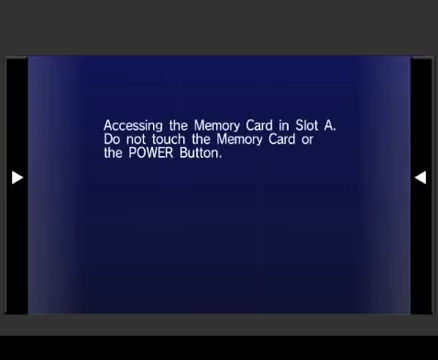 Accessing the Memory Card in Slot A.
Do not touch the Memory Card or
the POWER Button.